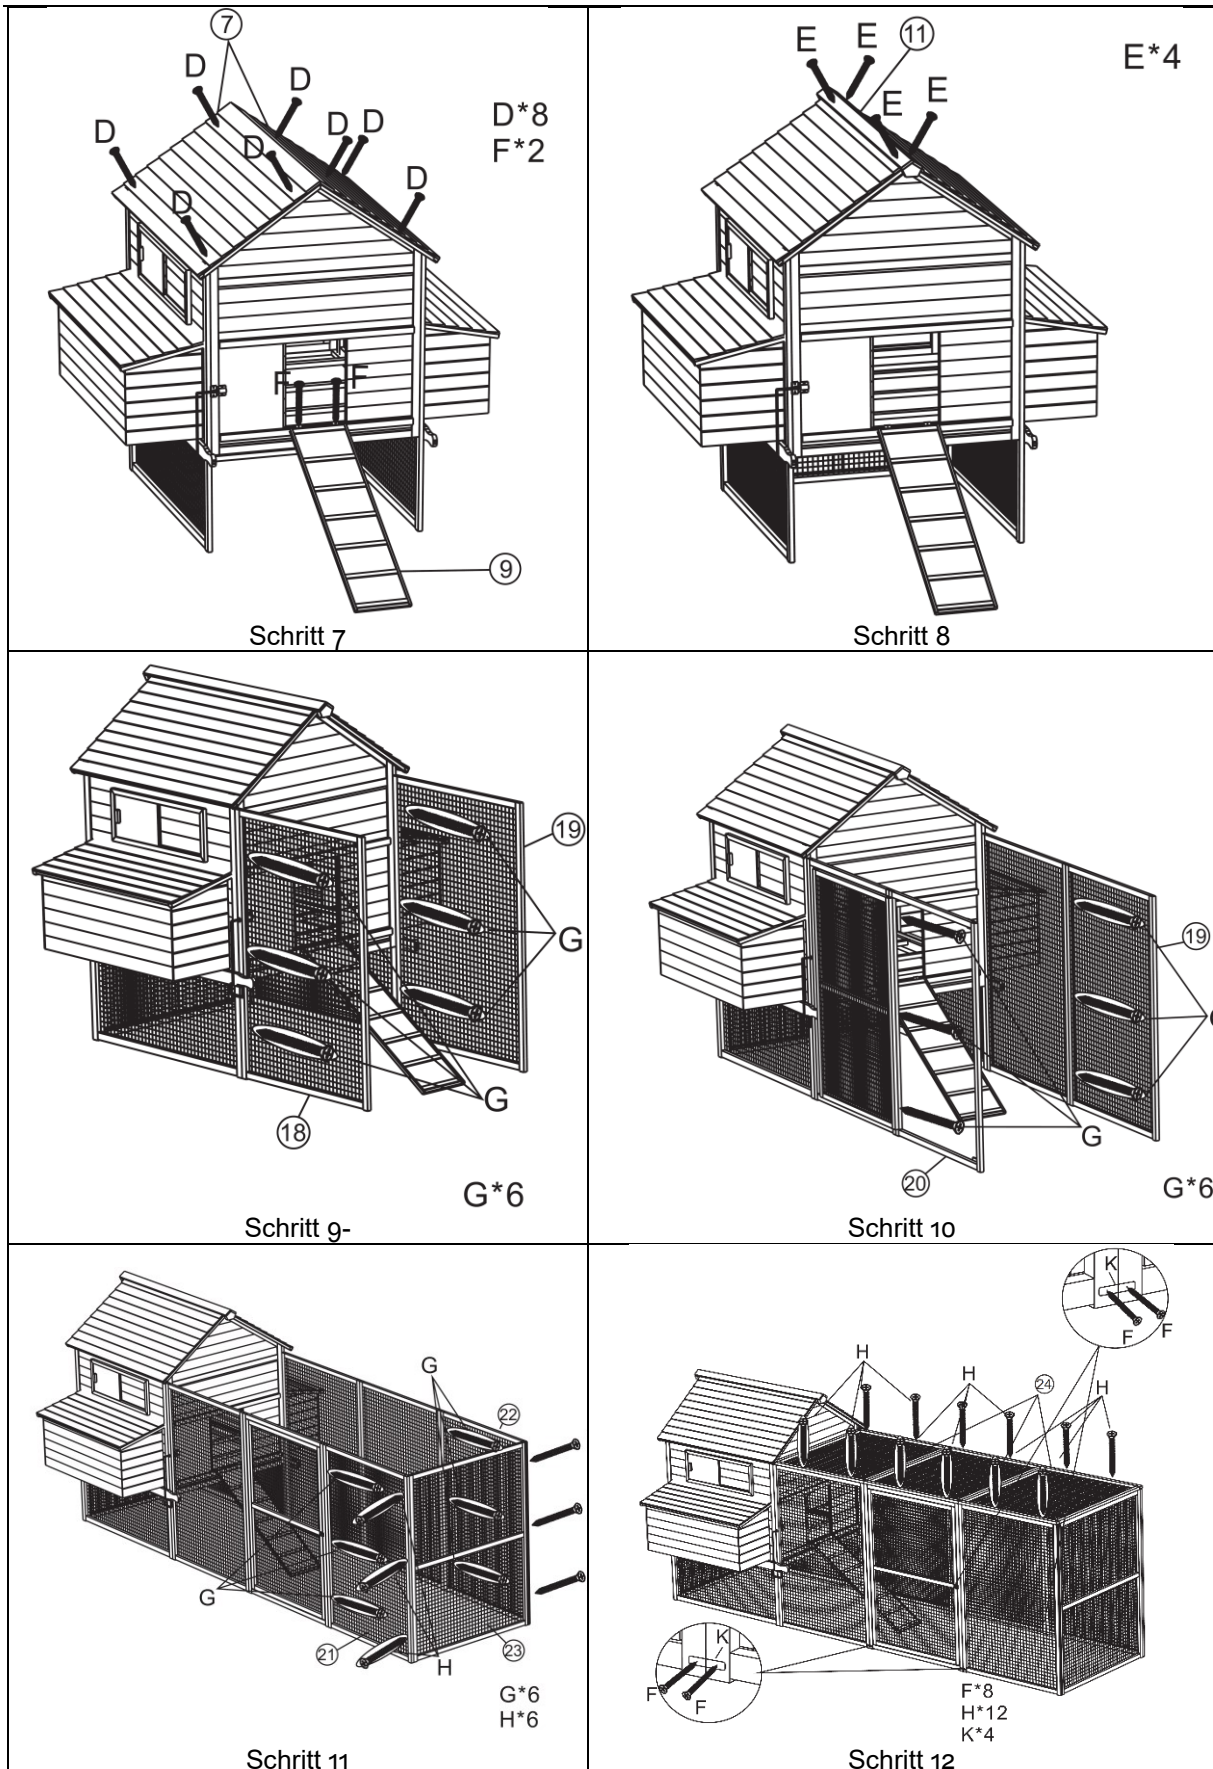 7
D
D
D
D
D
D
D
D
D*8
F*2
F
F
9
Schritt 7
E
E
11
E
E
E*4
Schritt 8
19
G
G
18
G*6
Schritt 9-
19
G
20
G*6
Schritt 10
G
22
G
21
23
H
G*6
H*6
Schritt 11
K
F
F
H
H
24
H
K
F
F
F*8
H*12
K*4
Schritt 12